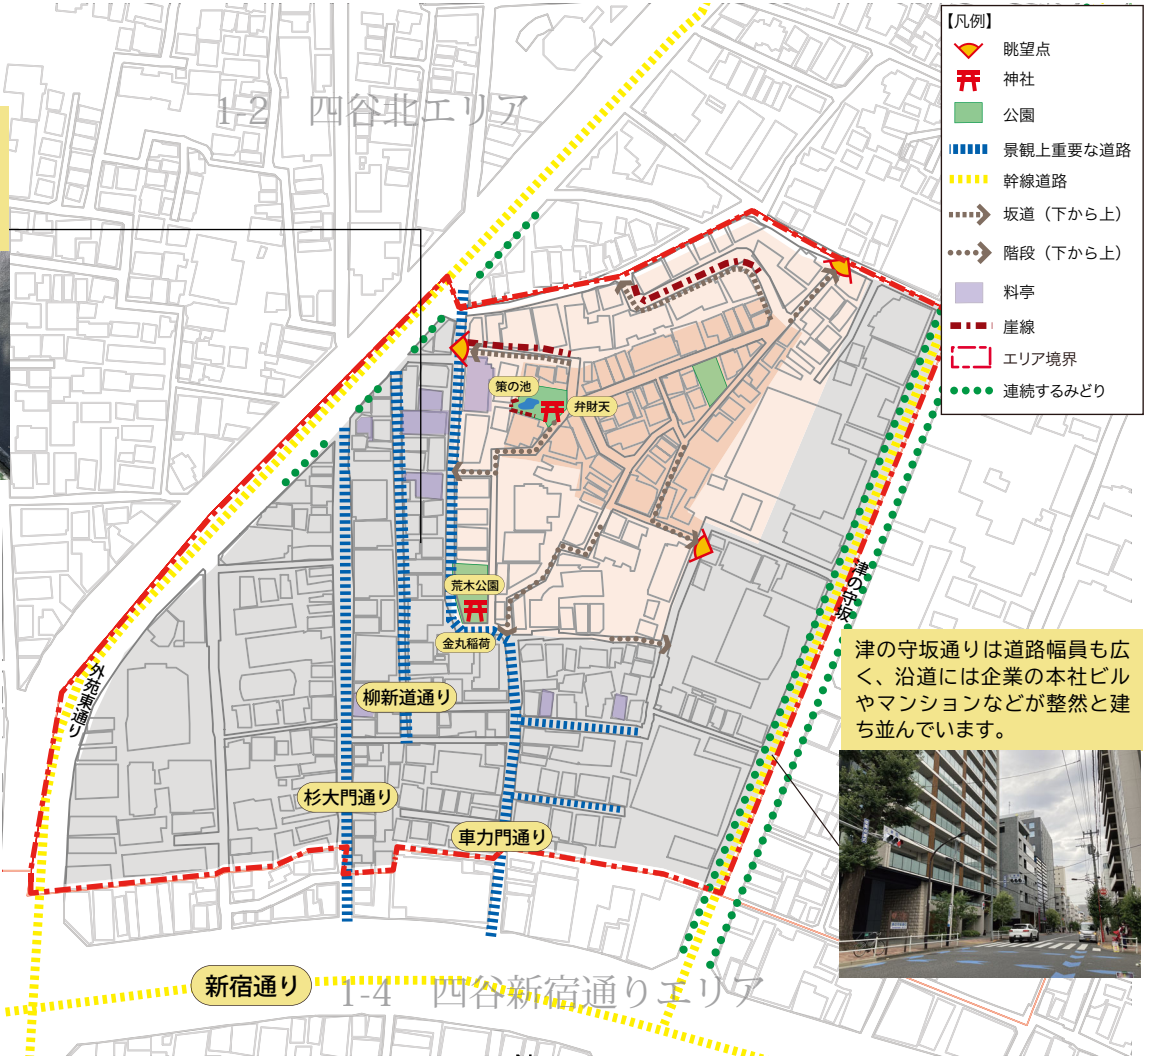 【凡例】
眺望点
神社
公園
景観上重要な道路
幹線道路
坂道（下から上）
階段（下から上）
料亭
崖線
エリア境界
連続するみどり
1-2　四谷北エリア
策の池
弁財天
荒木公園
金丸稲荷
津の守坂
外苑東通り
柳新道通り
杉大門通り
車力門通り
津の守坂通りは道路幅員も広
く、沿道には企業の本社ビル
やマンションなどが整然と建
ち並んでいます。
新宿通り
1-4　四谷新宿通りエリア